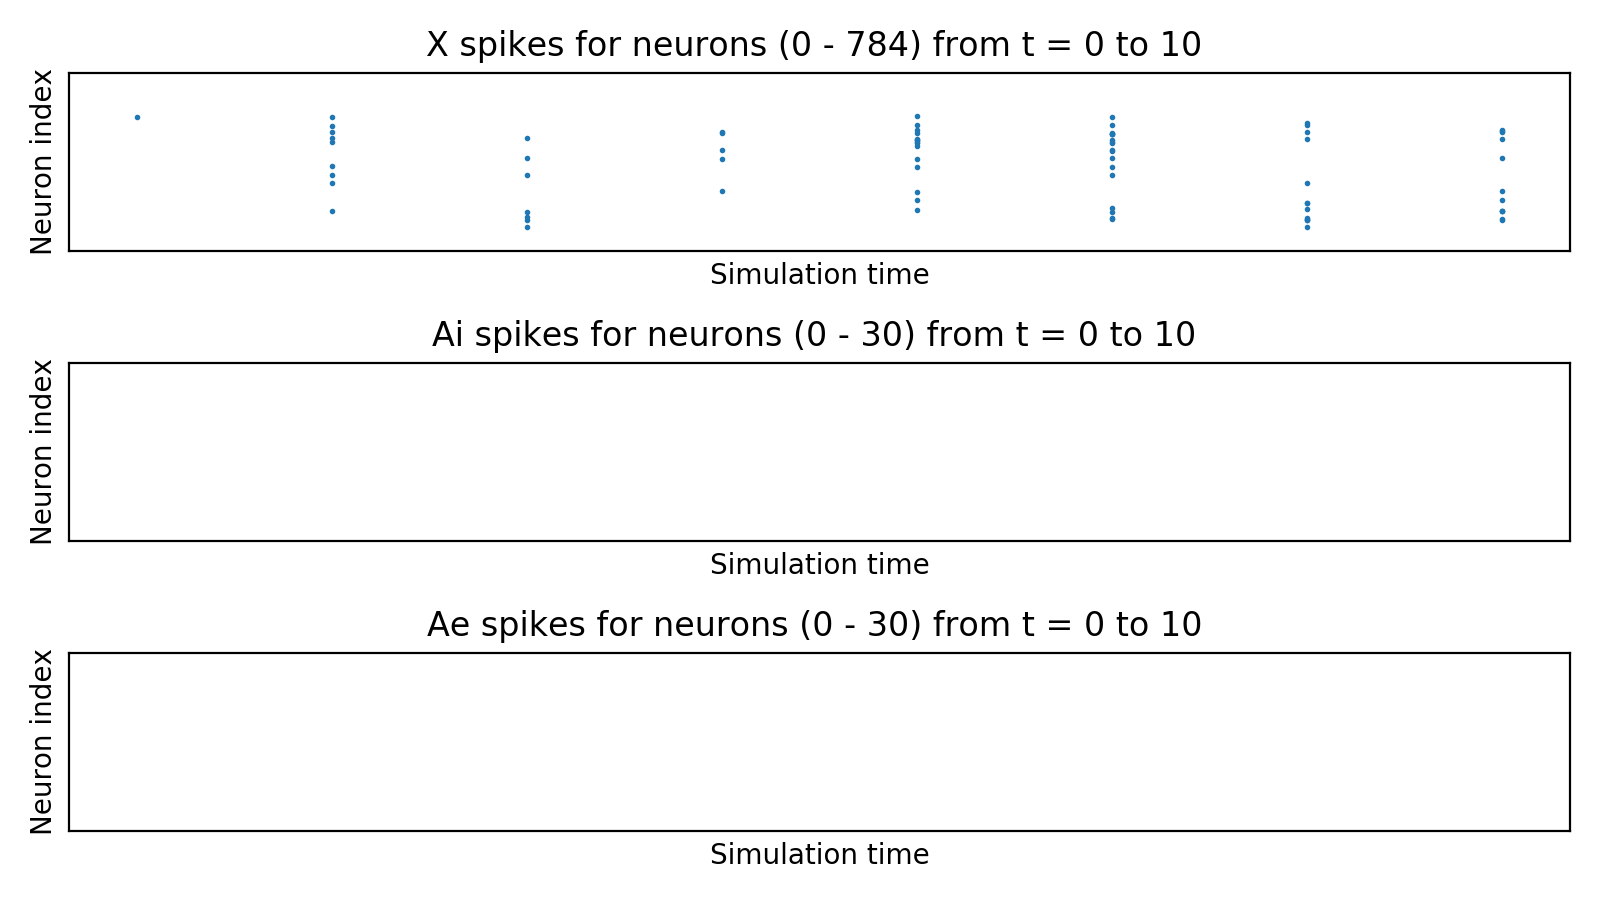 X spikes for neurons (0 - 784) from t = 0 to 10
Neuron index
Simulation time
Ai spikes for neurons (0 - 30) from t = 0 to 10
Neuron index
Simulation time
Ae spikes for neurons (0 - 30) from t = 0 to 10
Neuron index
Simulation time